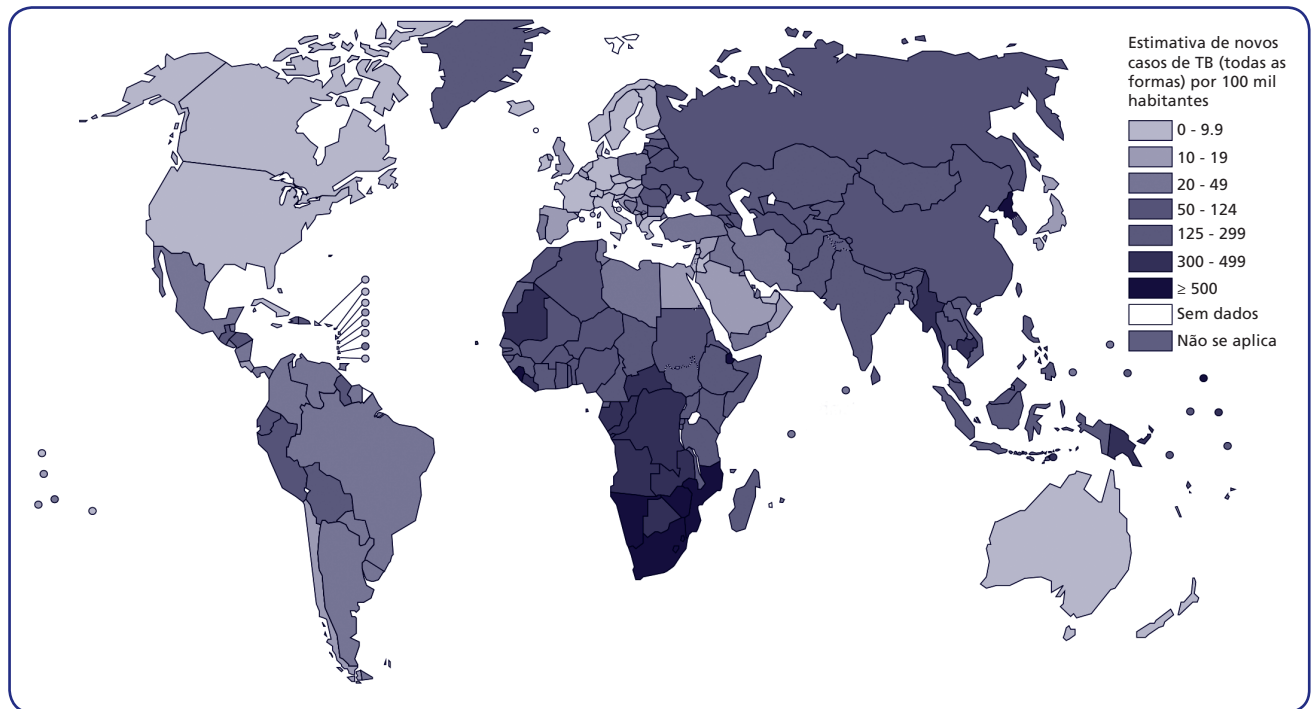 Estimativa de novos
casos de TB (todas as
formas) por 100 mil
habitantes
0 - 9.9
10 - 19
20 - 49
50 - 124
125 - 299
300 - 499
≥ 500
Sem dados
Não se aplica